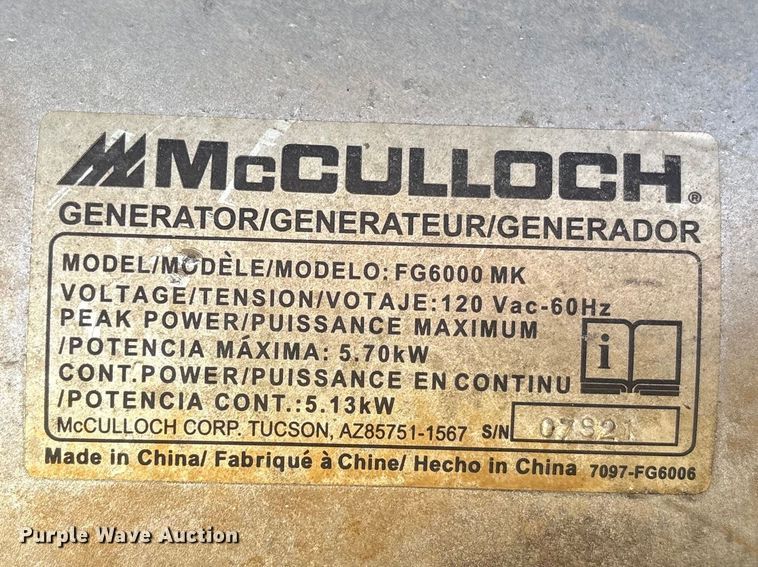 McCULLOCH®
GENERATOR/GENERATEUR/GENERADOR
MODEL/MODÈLE/MODELO: FG6000 MK
VOLTAGE/TENSION/VOTAJE:120 Vac-60Hz
PEAK POWER/PUISSANCE MAXIMUM
/POTENCIA MÁXIMA: 5.70kW
CONT.POWER/PUISSANCE EN CONTINU
/POTENCIA CONT.:5.13kW
i
McCULLOCH CORP. TUCSON, AZ85751-1567 S/N 07821
Made in China/ Fabriqué à Chine/ Hecho in China 7097-FG6006
Purple Wave Auction